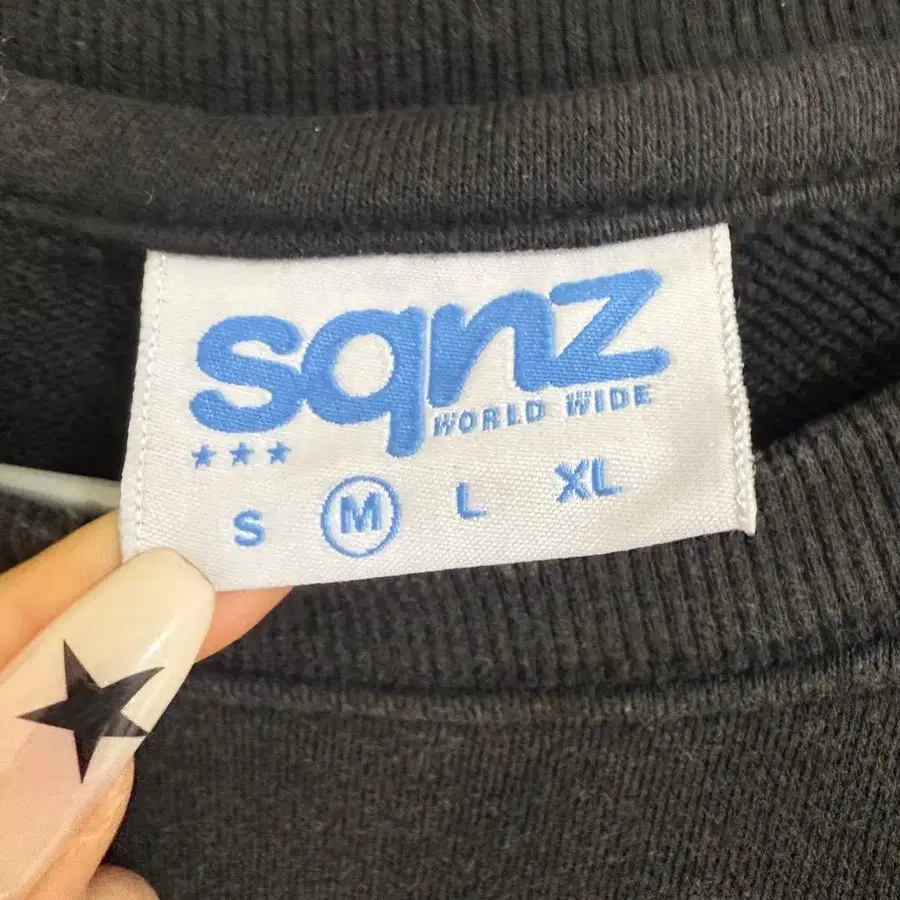 sqnz
WORLD WIDE
★★★
S M L XL